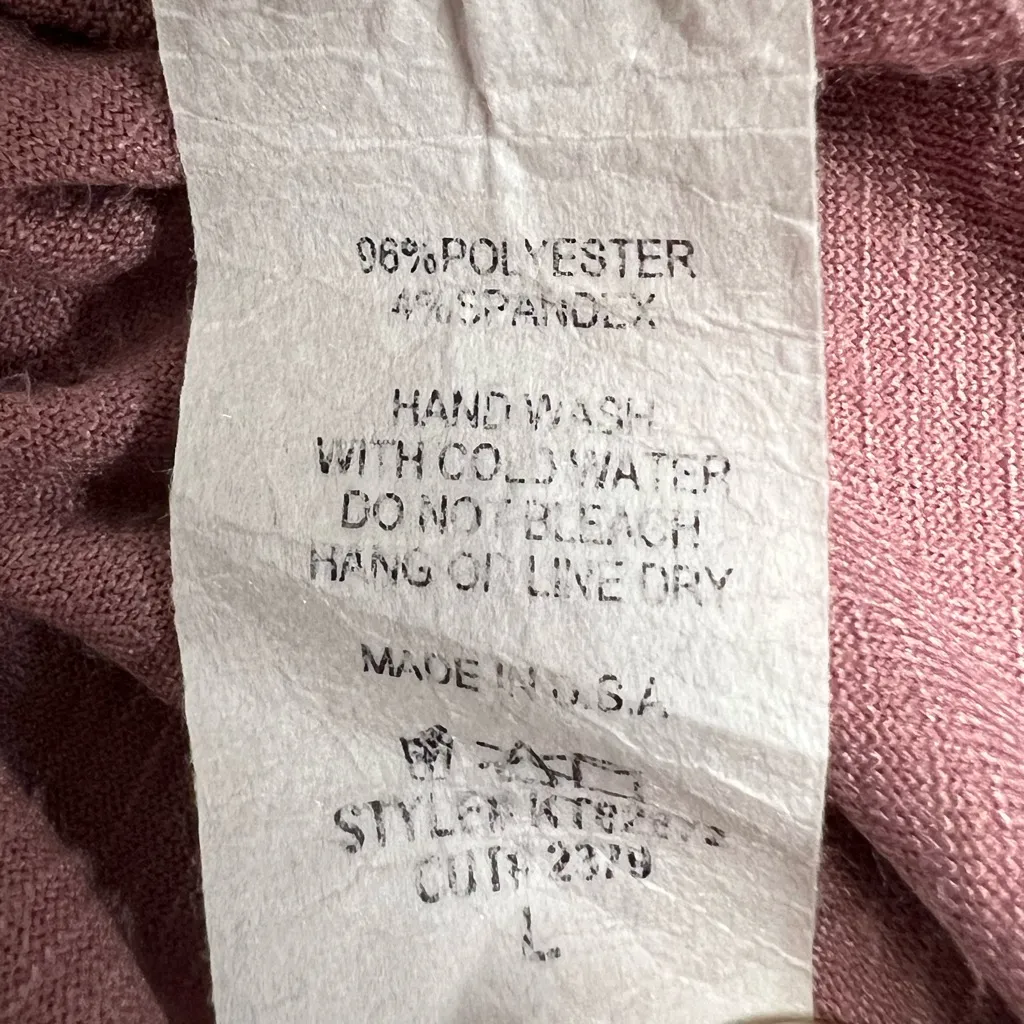 96%POLYESTER
4%SPANDEX
HAND WASH
WITH COLD WATER
DO NOT BLEACH
HANG OR LINE DRY
MADE IN U.S.A
STYLE#
CUT# 2379
L